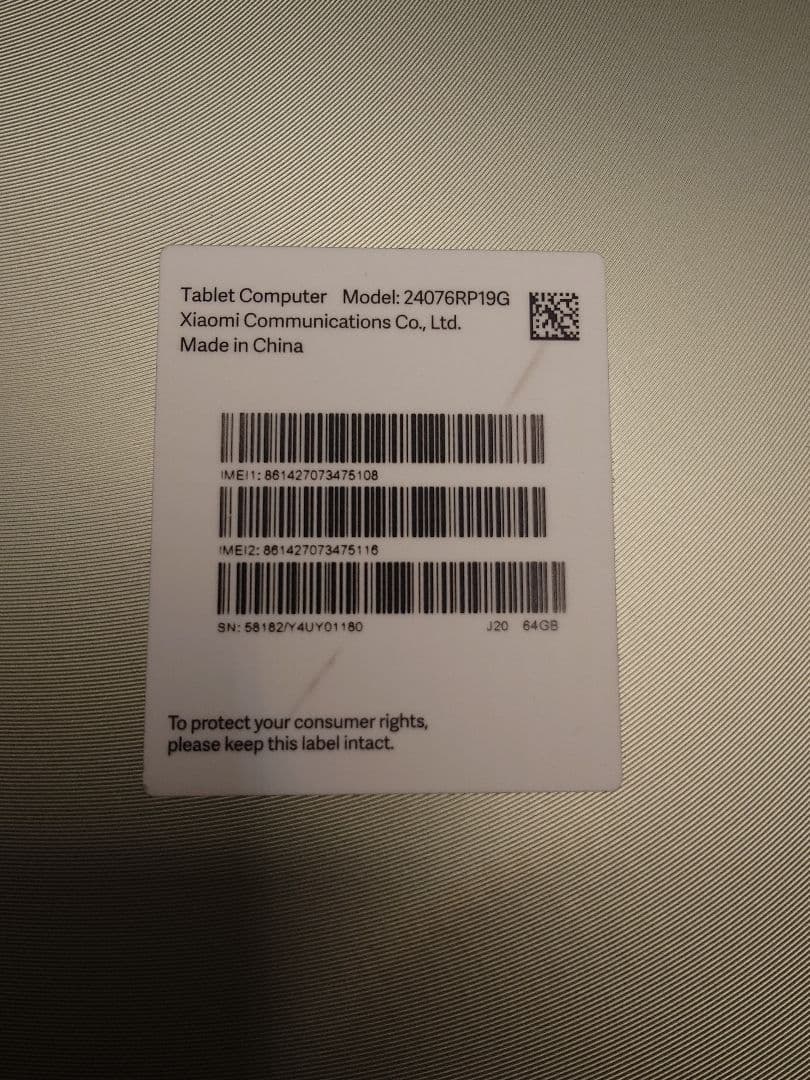 Tablet Computer Model: 24076RP19G
Xiaomi Communications Co., Ltd.
Made in China
IMEI1: 861427073475108
IMEI2: 861427073475116
SN: 58182/Y4UY01180 J20 64GB
To protect your consumer rights,
please keep this label intact.